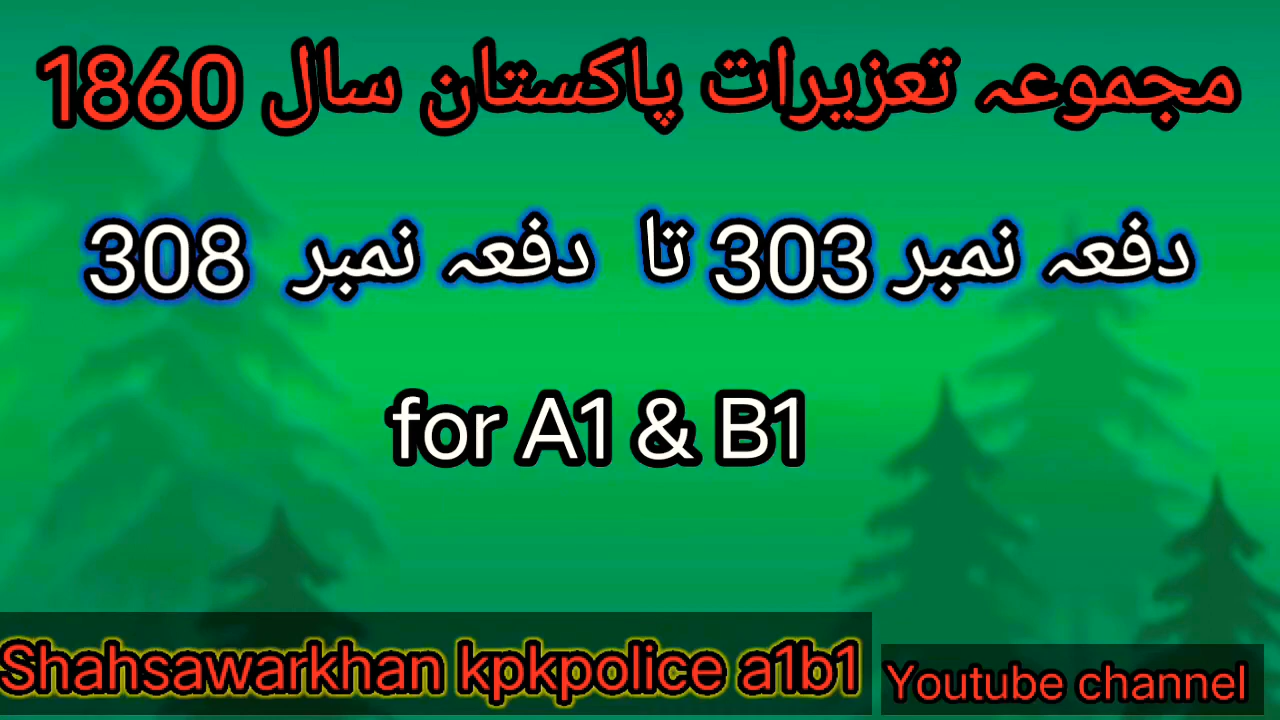 مجموعہ تعزیرات پاکستان سال 1860
دفعہ نمبر 303 تا دفعہ نمبر 308
for A1 & B1
Shahsawarkhan kpkpolice a1b1
Youtube channel